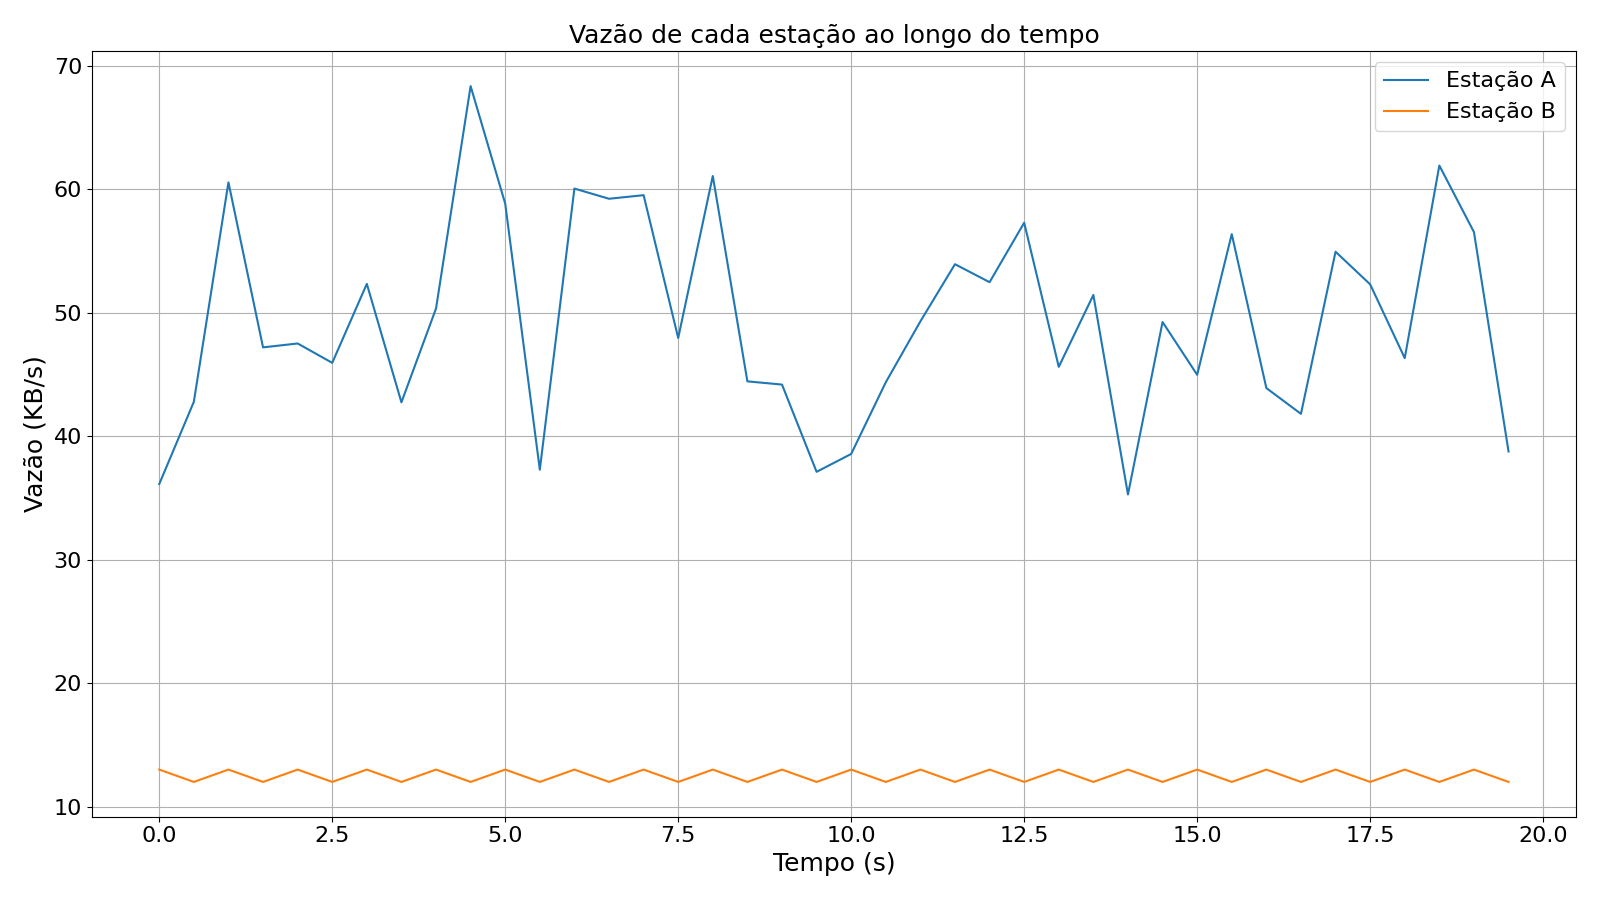 Vazão de cada estação ao longo do tempo
Estação A
Estação B
Vazão (KB/s)
70
60
50
40
30
20
10
0.0 2.5 5.0 7.5 10.0 12.5 15.0 17.5 20.0
Tempo (s)